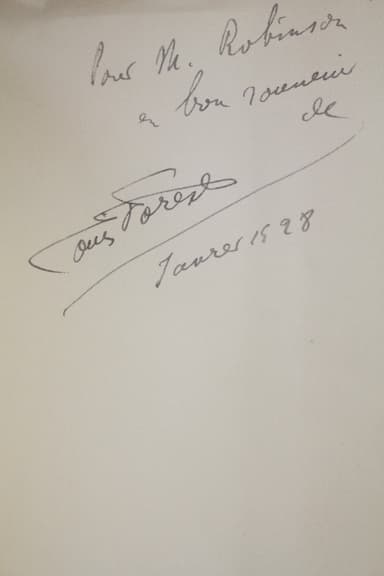 Pour M. Robinson
en bon souvenir
de
Louis Forest
Janvier 1928